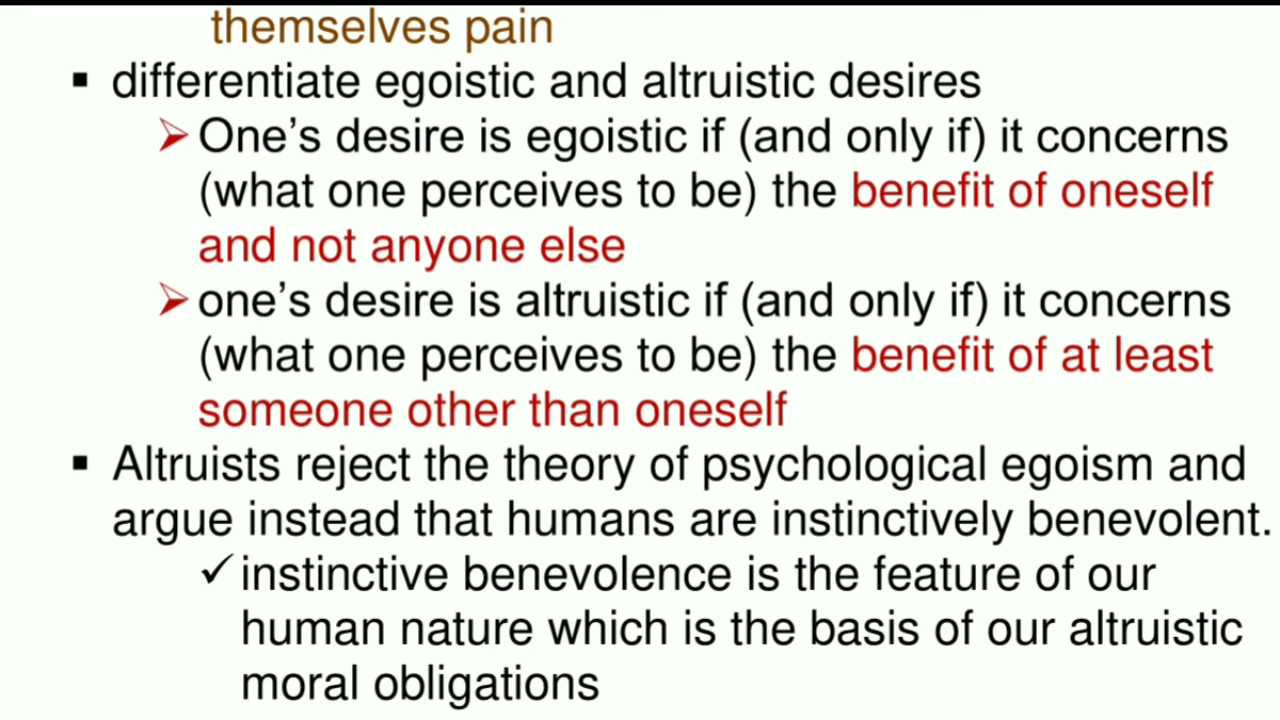 themselves pain
▪ differentiate egoistic and altruistic desires
➢ One’s desire is egoistic if (and only if) it concerns
(what one perceives to be) the benefit of oneself
and not anyone else
➢ one’s desire is altruistic if (and only if) it concerns
(what one perceives to be) the benefit of at least
someone other than oneself
▪ Altruists reject the theory of psychological egoism and
argue instead that humans are instinctively benevolent.
✓ instinctive benevolence is the feature of our
human nature which is the basis of our altruistic
moral obligations